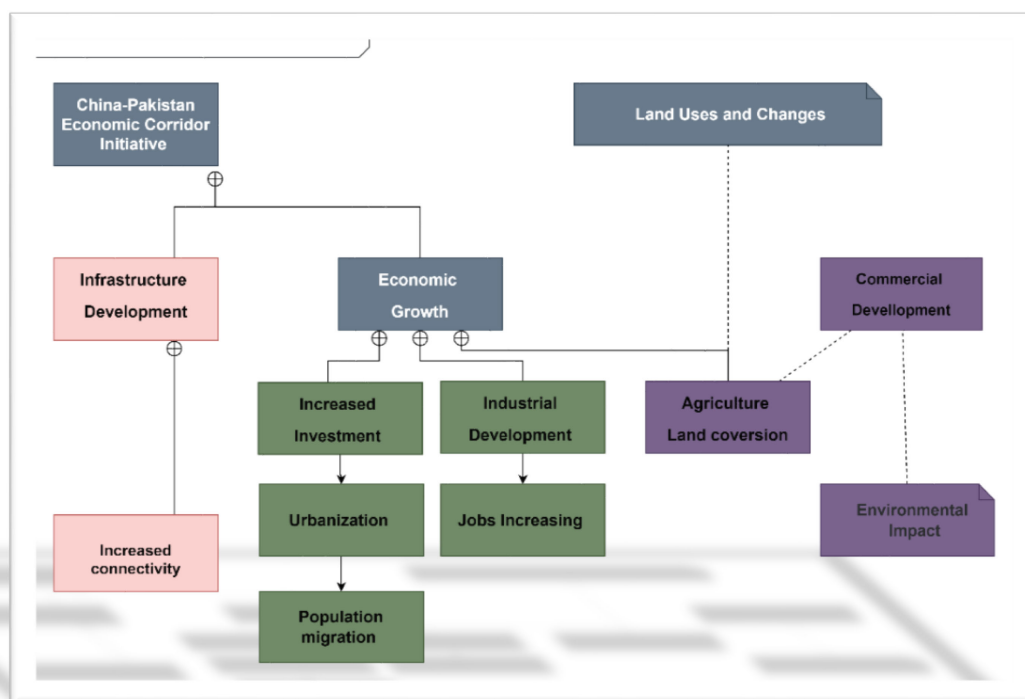 China-Pakistan
Economic Corridor
Initiative
Land Uses and Changes
Infrastructure
Development
Economic
Growth
Commercial
Devellopment
Increased
Investment
Industrial
Development
Agriculture
Land coversion
Urbanization
Jobs Increasing
Environmental
Impact
Increased
connectivity
Population
migration